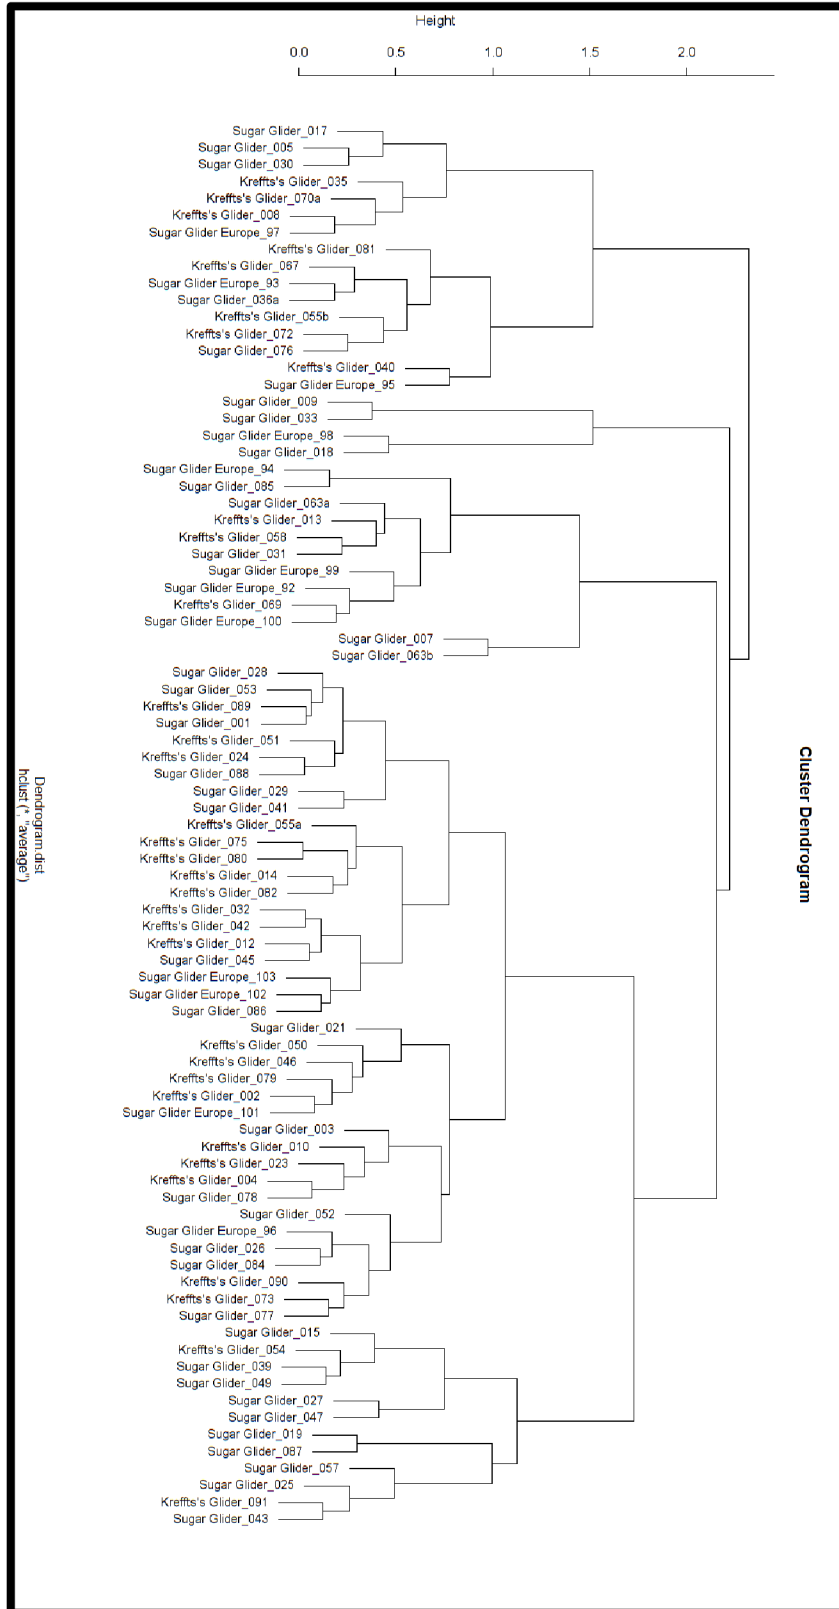 Height
0.0 0.5 1.0 1.5 2.0
Sugar Glider_017
Sugar Glider_005
Sugar Glider_030
Kreffts's Glider_035
Kreffts's Glider_070a
Kreffts's Glider_008
Sugar Glider Europe_97
Kreffts's Glider_081
Kreffts's Glider_067
Sugar Glider Europe_93
Sugar Glider_036a
Kreffts's Glider_055b
Kreffts's Glider_072
Sugar Glider_076
Kreffts's Glider_040
Sugar Glider Europe_95
Sugar Glider_009
Sugar Glider_033
Sugar Glider Europe_98
Sugar Glider_018
Sugar Glider Europe_94
Sugar Glider_085
Sugar Glider_063a
Kreffts's Glider_013
Kreffts's Glider_058
Sugar Glider_031
Sugar Glider Europe_99
Sugar Glider Europe_92
Kreffts's Glider_069
Sugar Glider Europe_100
Sugar Glider_007
Sugar Glider_063b
Sugar Glider_028
Sugar Glider_053
Kreffts's Glider_089
Sugar Glider_001
Kreffts's Glider_051
Kreffts's Glider_024
Sugar Glider_088
Sugar Glider_029
Sugar Glider_041
Kreffts's Glider_055a
Kreffts's Glider_075
Kreffts's Glider_080
Kreffts's Glider_014
Kreffts's Glider_082
Kreffts's Glider_032
Kreffts's Glider_042
Kreffts's Glider_012
Sugar Glider_045
Sugar Glider Europe_103
Sugar Glider Europe_102
Sugar Glider_086
Sugar Glider_021
Kreffts's Glider_050
Kreffts's Glider_046
Kreffts's Glider_079
Kreffts's Glider_002
Sugar Glider Europe_101
Sugar Glider_003
Kreffts's Glider_010
Kreffts's Glider_023
Kreffts's Glider_004
Sugar Glider_078
Sugar Glider_052
Sugar Glider Europe_96
Sugar Glider_026
Sugar Glider_084
Kreffts's Glider_090
Kreffts's Glider_073
Sugar Glider_077
Sugar Glider_015
Kreffts's Glider_054
Sugar Glider_039
Sugar Glider_049
Sugar Glider_027
Sugar Glider_047
Sugar Glider_019
Sugar Glider_087
Sugar Glider_057
Sugar Glider_025
Kreffts's Glider_091
Sugar Glider_043
Cluster Dendrogram
Dendrogram.dist
hclust (*, "average")